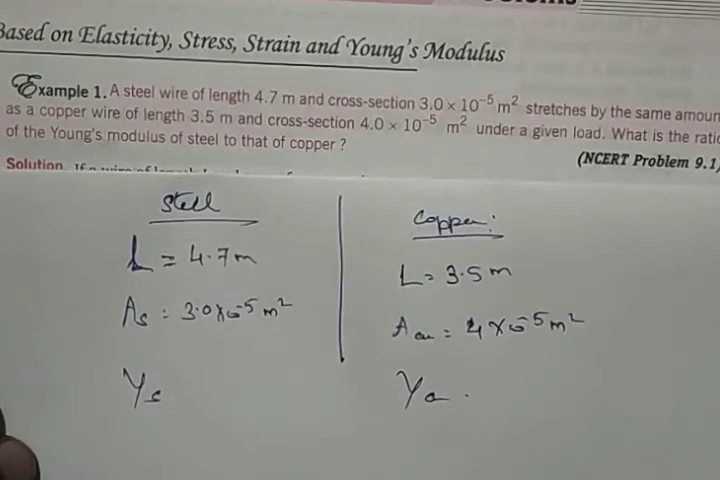 Based on Elasticity, Stress, Strain and Young's Modulus
Example 1. A steel wire of length 4.7 m and cross-section 3.0 × 10⁻⁵ m² stretches by the same amoun
as a copper wire of length 3.5 m and cross-section 4.0 × 10⁻⁵ m² under a given load. What is the ratio
of the Young's modulus of steel to that of copper ?
(NCERT Problem 9.1)
Solution.
steel
L = 4.7 m
As = 3.0×10⁻⁵ m²
Ys
Copper:
L = 3.5 m
Acu = 4×10⁻⁵ m²